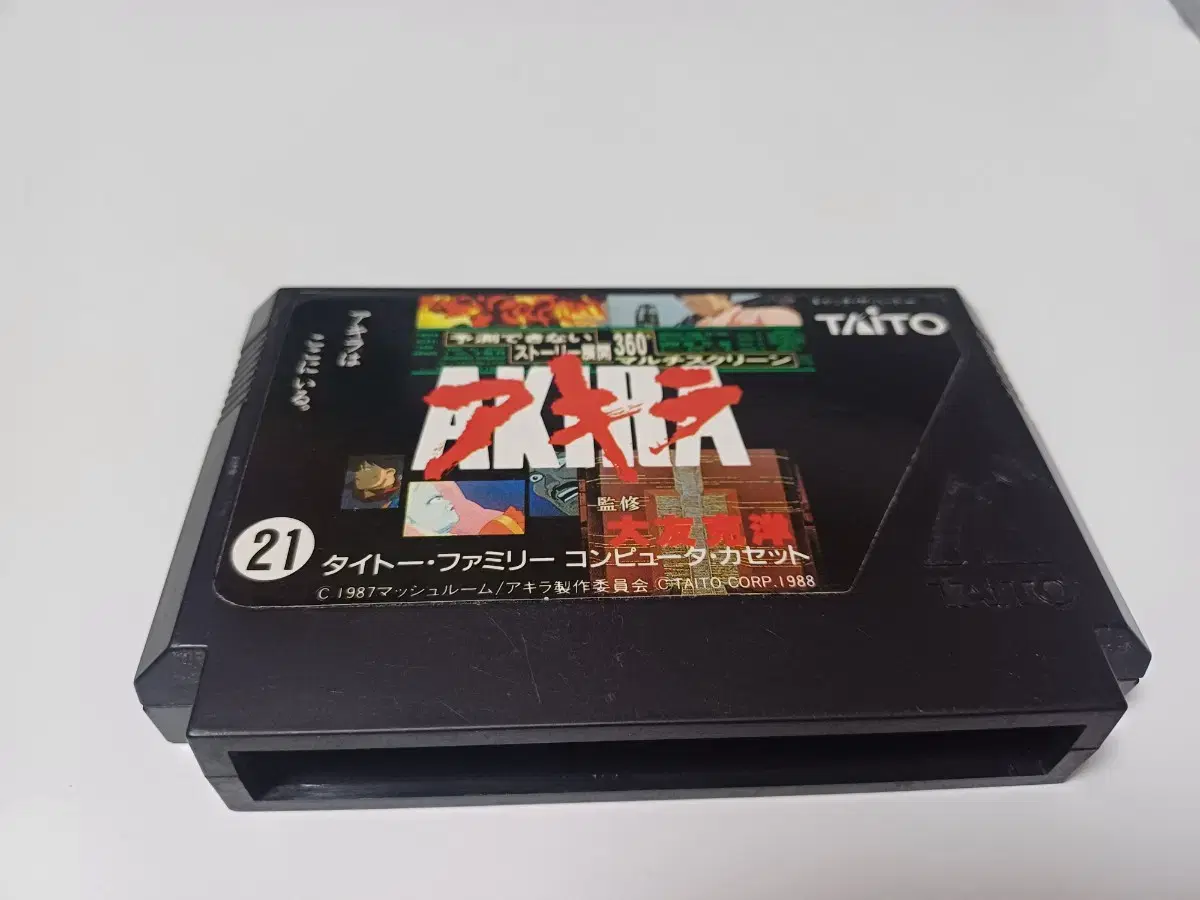 TAITO
アキラは
ここにいる。
予測できない
ストーリー展開
360°
マルチスクリーン
AKIRA
アキラ
監修
大友克洋
21
タイトー・ファミリー コンピュータ・カセット
C 1987マッシュルーム/アキラ製作委員会 C TAITO CORP.1988
TAITO